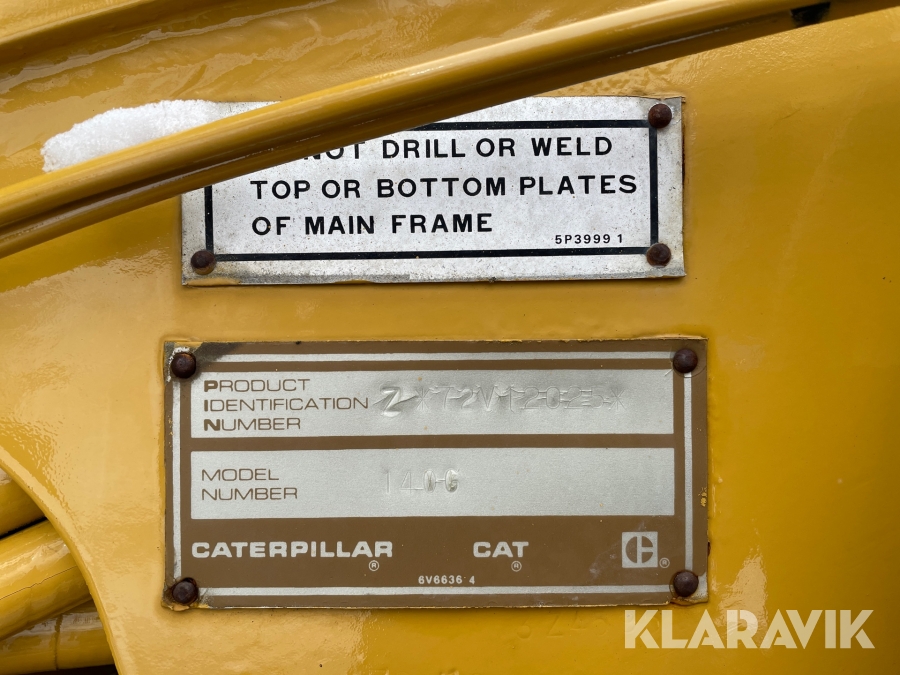 NOT DRILL OR WELD
TOP OR BOTTOM PLATES
OF MAIN FRAME
5P3999 1
PRODUCT
IDENTIFICATION
NUMBER
MODEL
NUMBER
140-G
CATERPILLAR ®
CAT ®
C ®
6V6636 4
KLARAVIK